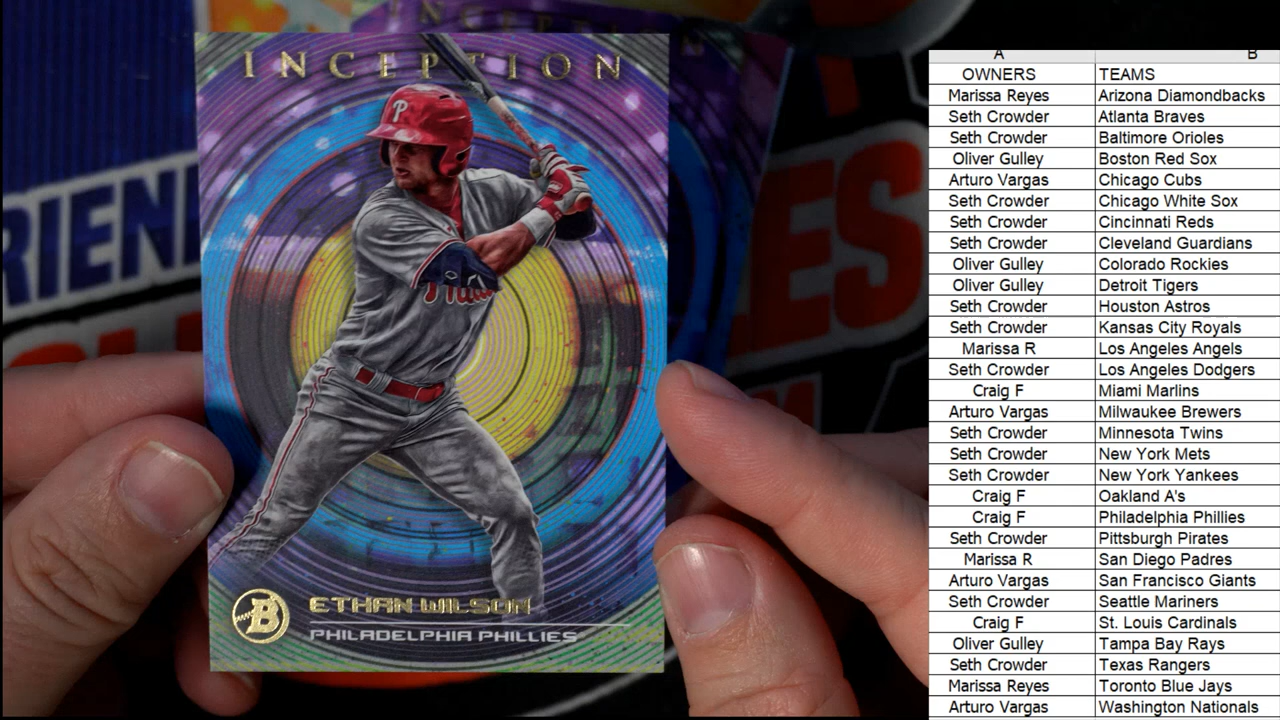 INCEPTION
INCEPTION
P
RIEN
ES
ETHAN WILSON
PHILADELPHIA PHILLIES
B
A B
OWNERS TEAMS
Marissa Reyes Arizona Diamondbacks
Seth Crowder Atlanta Braves
Seth Crowder Baltimore Orioles
Oliver Gulley Boston Red Sox
Arturo Vargas Chicago Cubs
Seth Crowder Chicago White Sox
Seth Crowder Cincinnati Reds
Seth Crowder Cleveland Guardians
Oliver Gulley Colorado Rockies
Oliver Gulley Detroit Tigers
Seth Crowder Houston Astros
Seth Crowder Kansas City Royals
Marissa R Los Angeles Angels
Seth Crowder Los Angeles Dodgers
Craig F Miami Marlins
Arturo Vargas Milwaukee Brewers
Seth Crowder Minnesota Twins
Seth Crowder New York Mets
Seth Crowder New York Yankees
Craig F Oakland A's
Craig F Philadelphia Phillies
Seth Crowder Pittsburgh Pirates
Marissa R San Diego Padres
Arturo Vargas San Francisco Giants
Seth Crowder Seattle Mariners
Craig F St. Louis Cardinals
Oliver Gulley Tampa Bay Rays
Seth Crowder Texas Rangers
Marissa Reyes Toronto Blue Jays
Arturo Vargas Washington Nationals